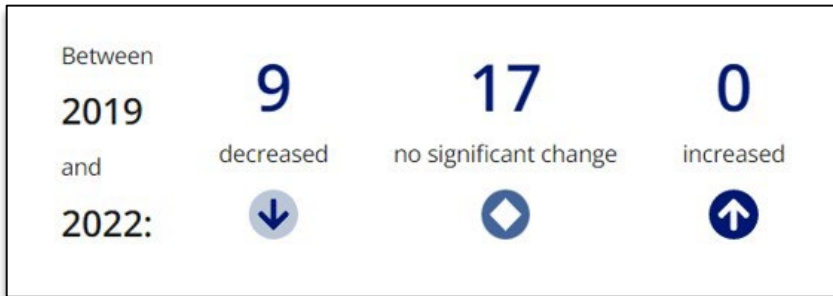 Between
2019
and
2022:
9
decreased
17
no significant change
0
increased